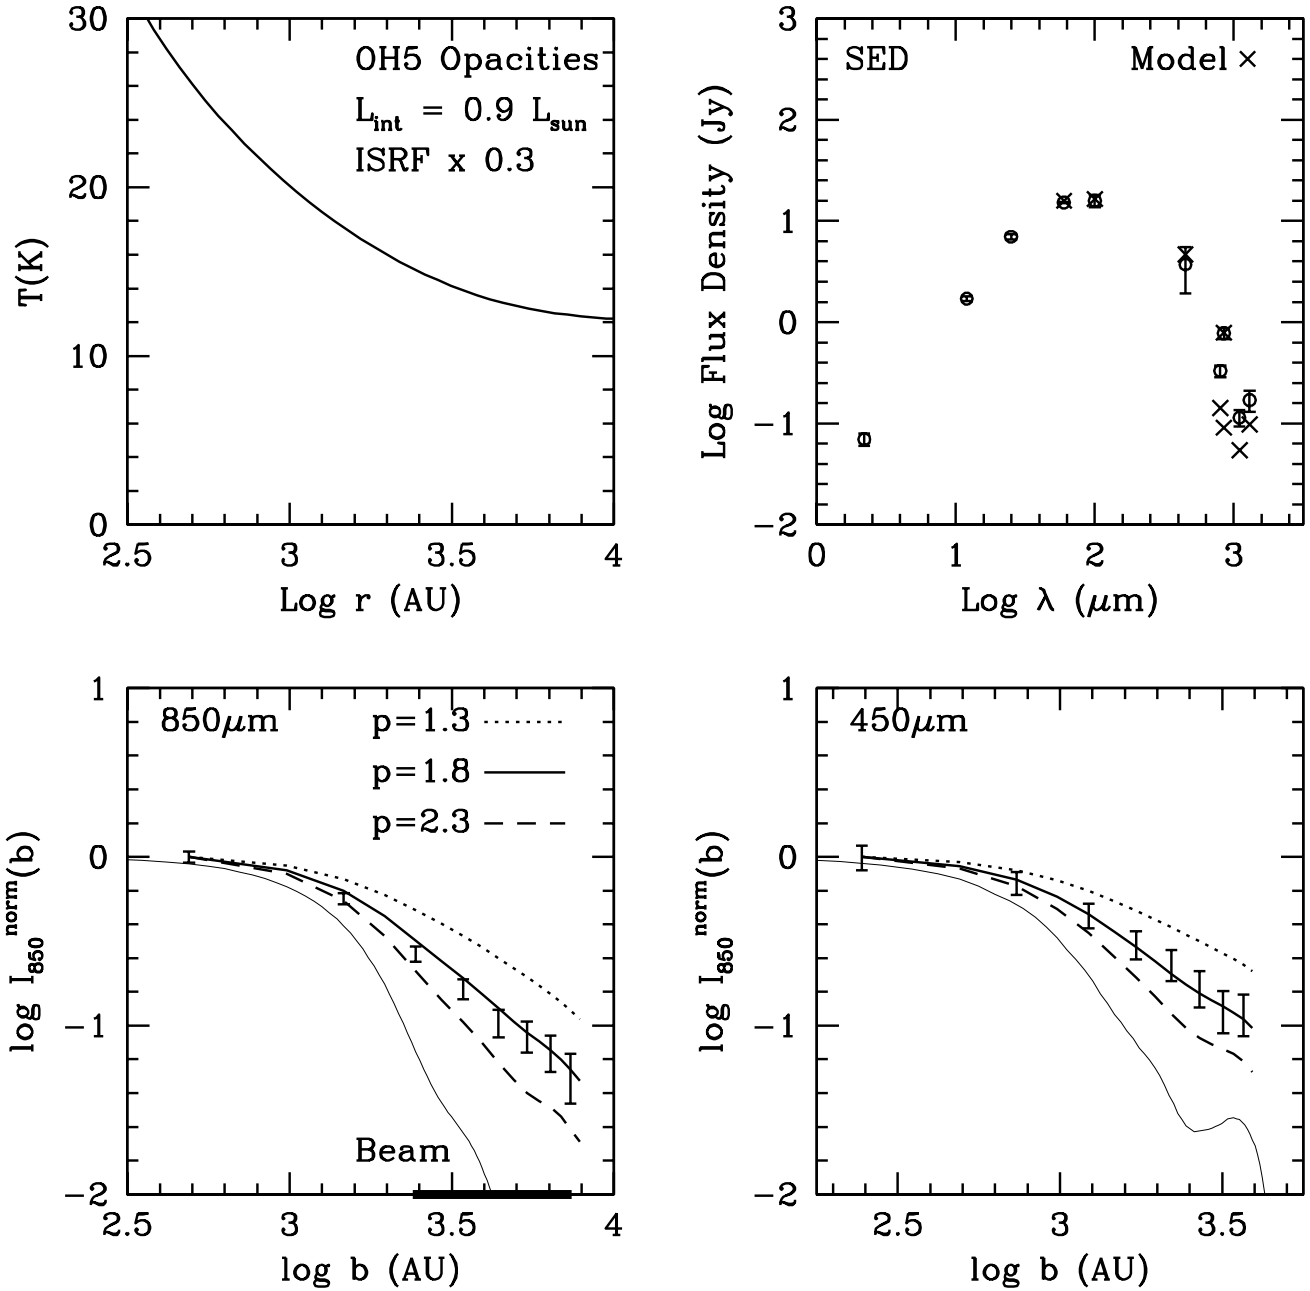 30
20
10
0
T(K)
OH5 Opacities
L_int = 0.9 L_sun
ISRF x 0.3
2.5 3 3.5 4
Log r (AU)
3
2
1
0
−1
−2
Log Flux Density (Jy)
SED Model ×
0 1 2 3
Log λ (μm)
1
0
−1
−2
log I_850^norm(b)
850μm
p=1.3
p=1.8
p=2.3
Beam
2.5 3 3.5 4
log b (AU)
1
0
−1
−2
log I_850^norm(b)
450μm
2.5 3 3.5
log b (AU)